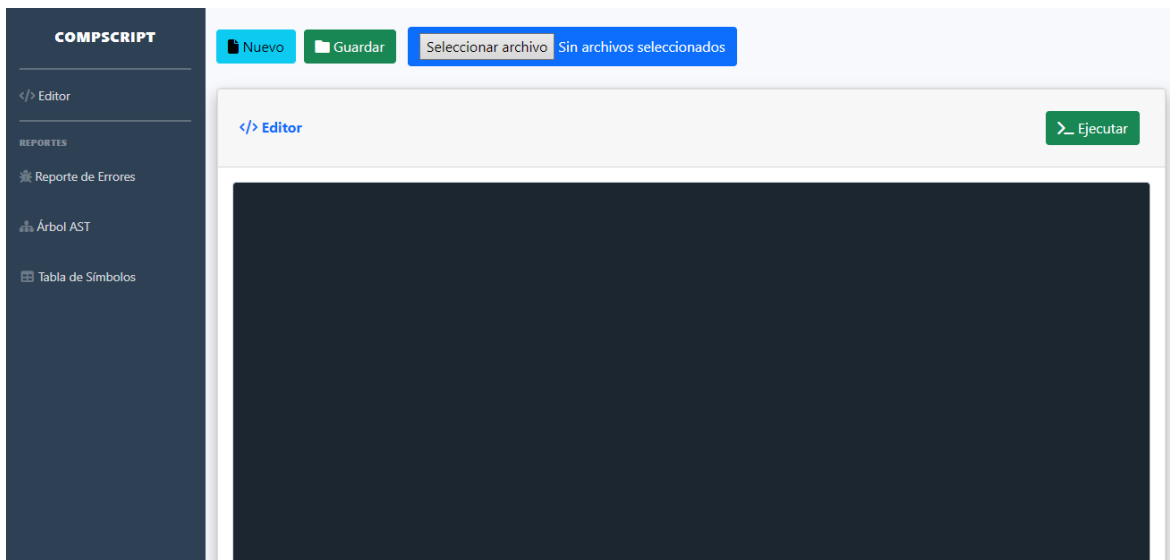 COMPSCRIPT
</> Editor
REPORTES
Reporte de Errores
Árbol AST
Tabla de Símbolos
Nuevo
Guardar
Seleccionar archivo Sin archivos seleccionados
</> Editor
>_ Ejecutar